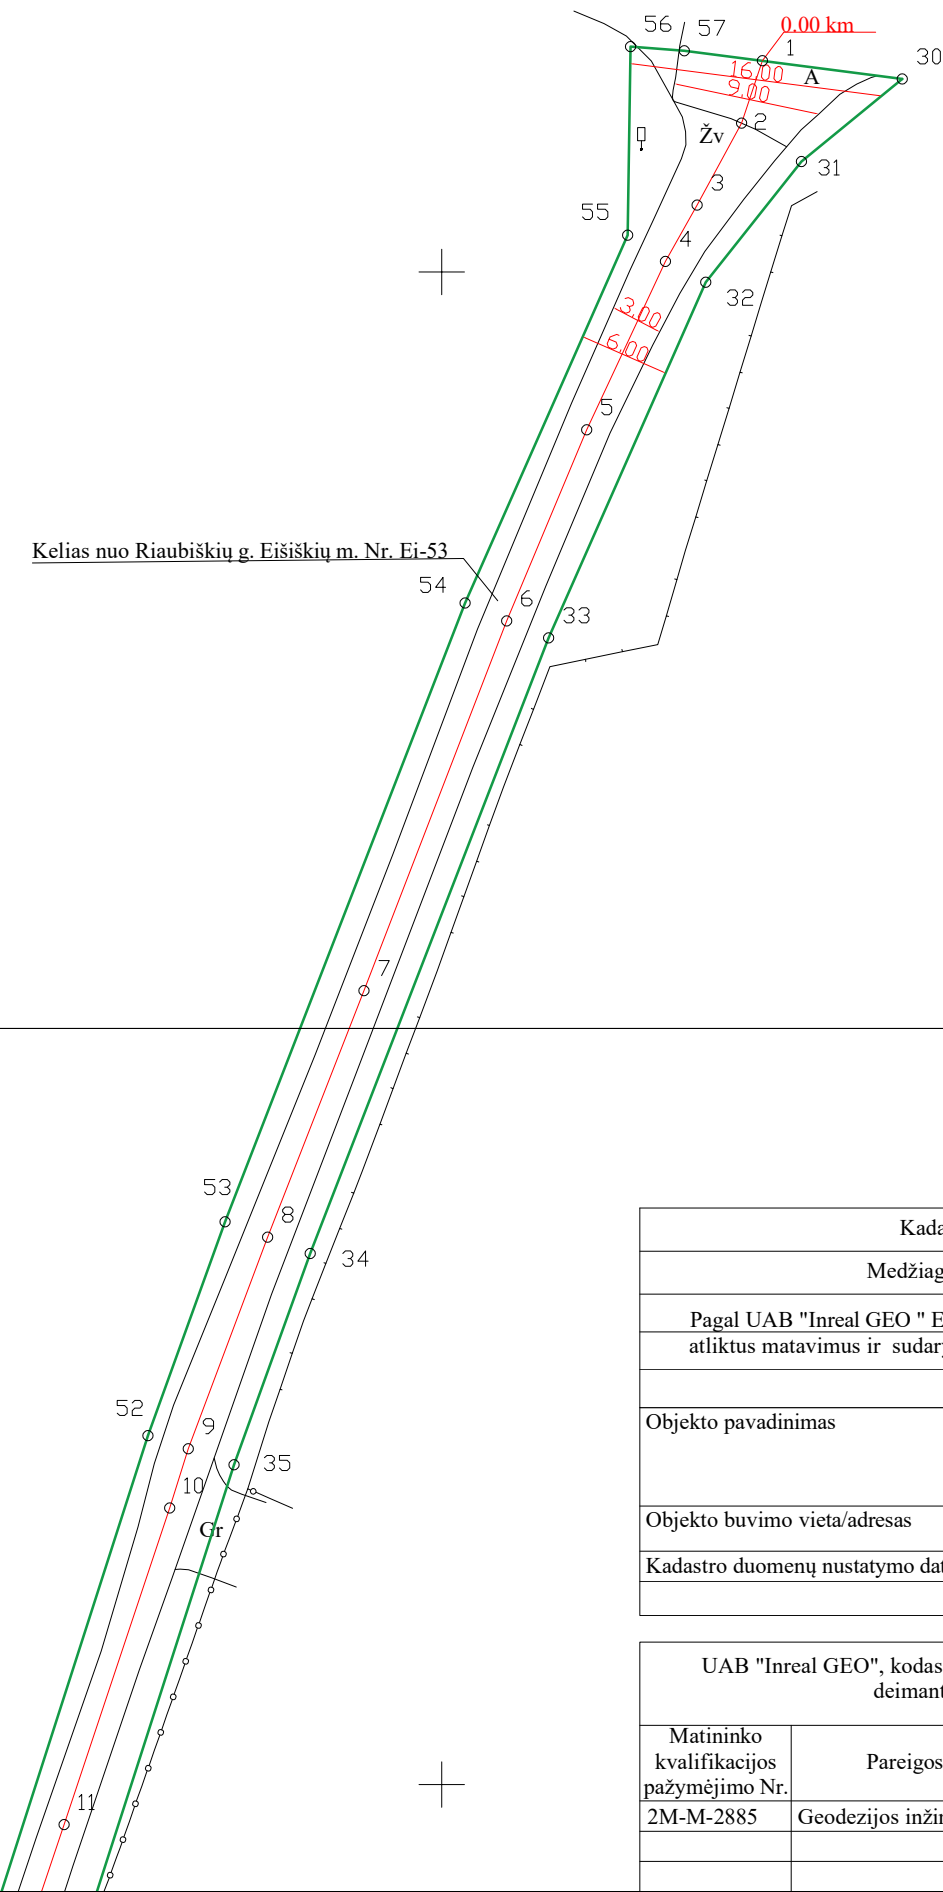 0.00 km
56
57
1
30
16.00
A
9.00
2
Žv
31
3
55
4
32
3.00
6.00
5
Kelias nuo Riaubiškių g. Eišiškių m. Nr. Ei-53
54
6
33
7
53
8
34
52
9
35
10
Gr
11
Kada
Medžiag
Pagal UAB "Inreal GEO " E
atliktus matavimus ir sudar
Objekto pavadinimas
Objekto buvimo vieta/adresas
Kadastro duomenų nustatymo dat
UAB "Inreal GEO", kodas
deimant
Matininko
kvalifikacijos
pažymėjimo Nr.
Pareigos
2M-M-2885
Geodezijos inžin